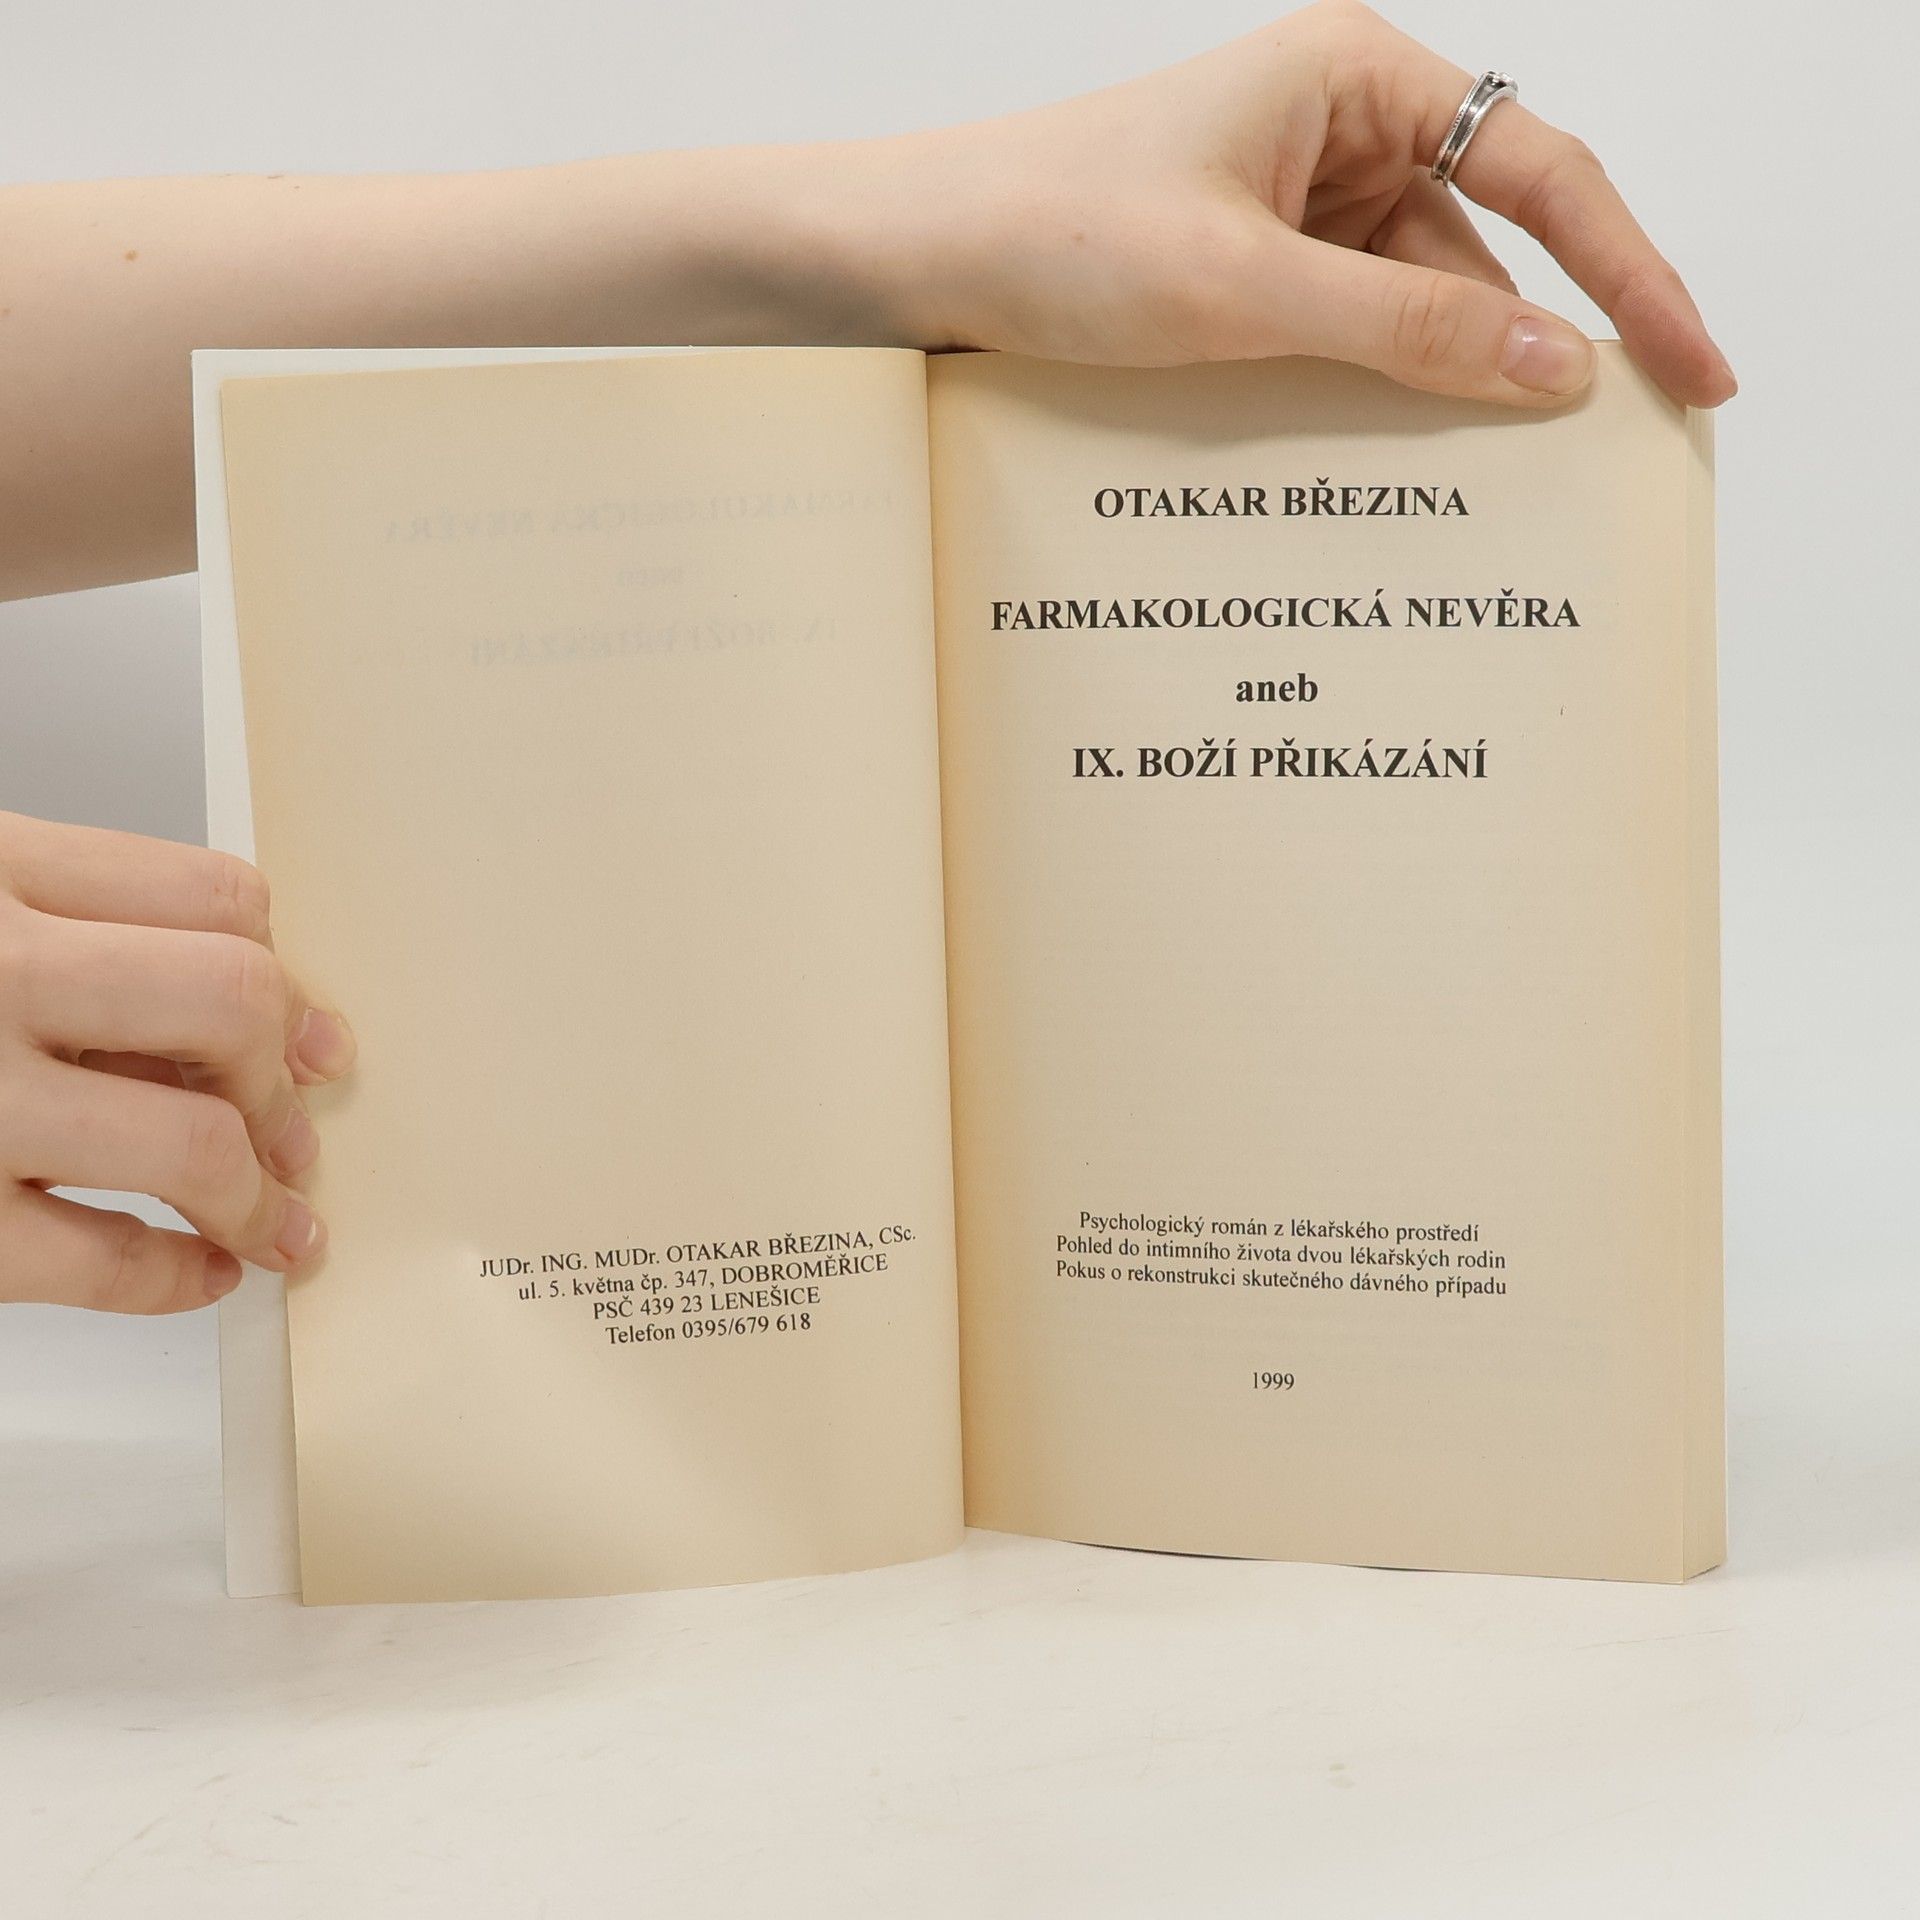 JUDr. ING. MUDr. OTAKAR BŘEZINA, CSc.
ul. 5. května čp. 347, DOBROMĚŘICE
PSČ 439 23 LENEŠICE
Telefon 0395/679 618
OTAKAR BŘEZINA
FARMAKOLOGICKÁ NEVĚRA
aneb
IX. BOŽÍ PŘIKÁZÁNÍ
Psychologický román z lékařského prostředí
Pohled do intimního života dvou lékařských rodin
Pokus o rekonstrukci skutečného dávného případu
1999